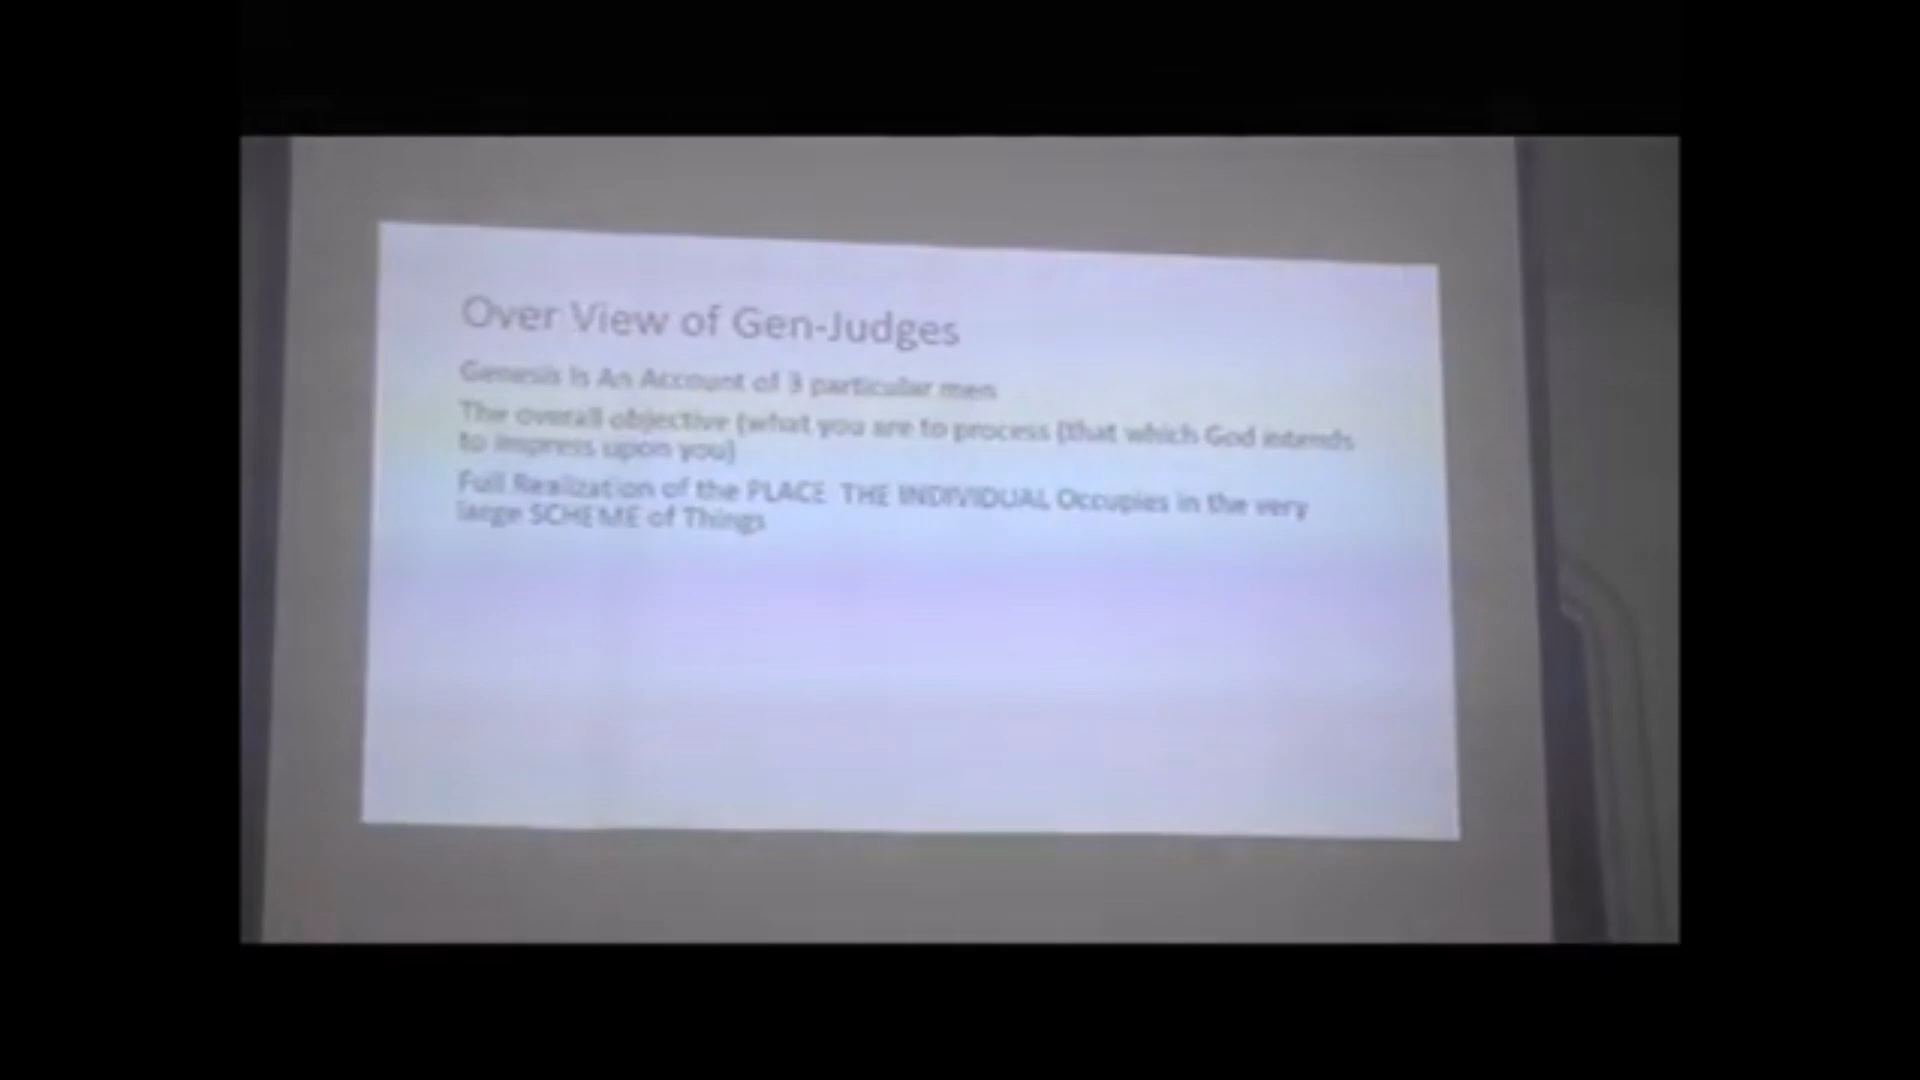 Over View of Gen-Judges
Genesis Is An Account of 3 particular men
The overall objective (what you are to process (that which God intends
to impress upon you)
Full Realization of the PLACE THE INDIVIDUAL Occupies in the very
large SCHEME of Things